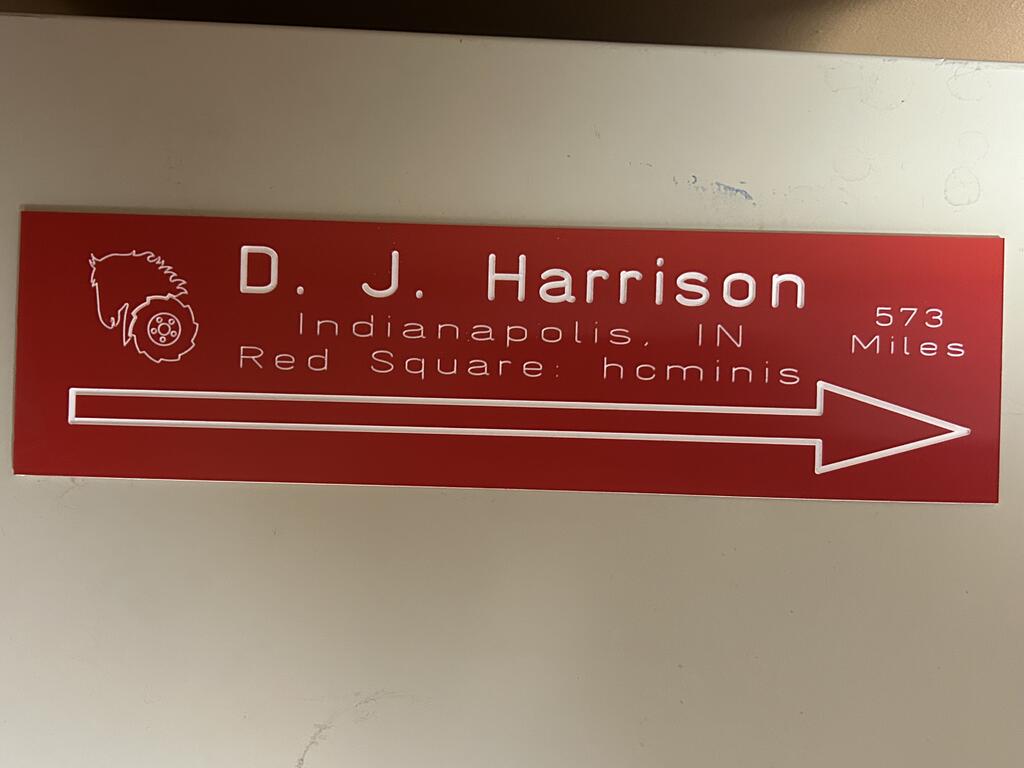 D. J. Harrison
Indianapolis, IN
Red Square: hcminis
573
Miles